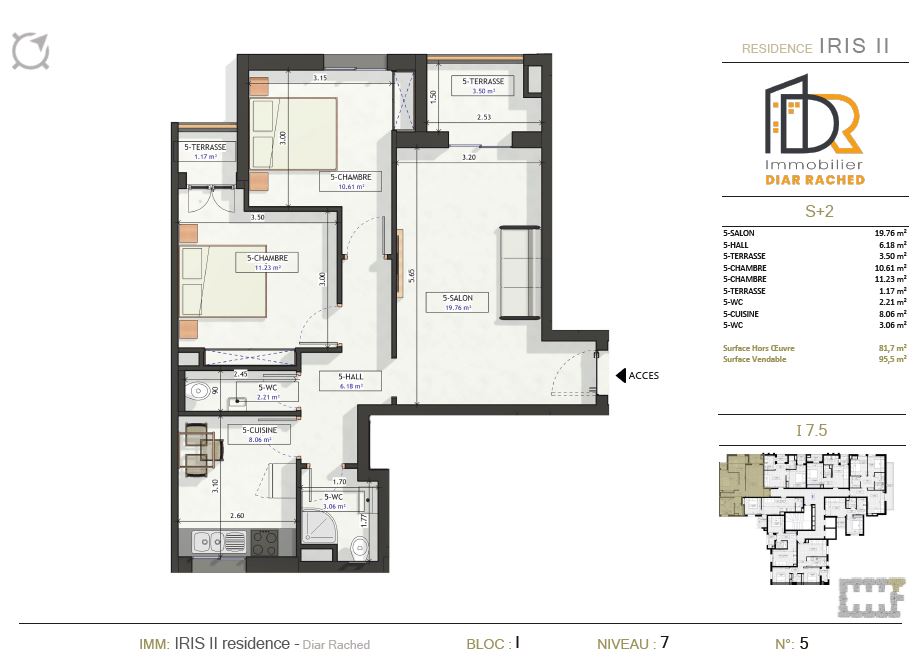 RESIDENCE IRIS II
DR
Immobilier
DIAR RACHED
S+2
5-SALON 19.76 m²
5-HALL 6.18 m²
5-TERRASSE 3.50 m²
5-CHAMBRE 10.61 m²
5-CHAMBRE 11.23 m²
5-TERRASSE 1.17 m²
5-WC 2.21 m²
5-CUISINE 8.06 m²
5-WC 3.06 m²
Surface Hors Œuvre 81,7 m²
Surface Vendable 95,5 m²
I 7.5
3.15
5-TERRASSE
3.50 m²
1.50
2.53
3.00
5-TERRASSE
1.17 m²
3.20
5-CHAMBRE
10.61 m²
3.50
5-CHAMBRE
11.23 m²
3.00
5.65
5-SALON
19.76 m²
2.45
90
5-WC
2.21 m²
5-HALL
6.18 m²
ACCES
5-CUISINE
8.06 m²
3.10
2.60
1.70
5-WC
3.06 m²
1.77
IMM: IRIS II residence - Diar Rached
BLOC : I
NIVEAU : 7
N°: 5